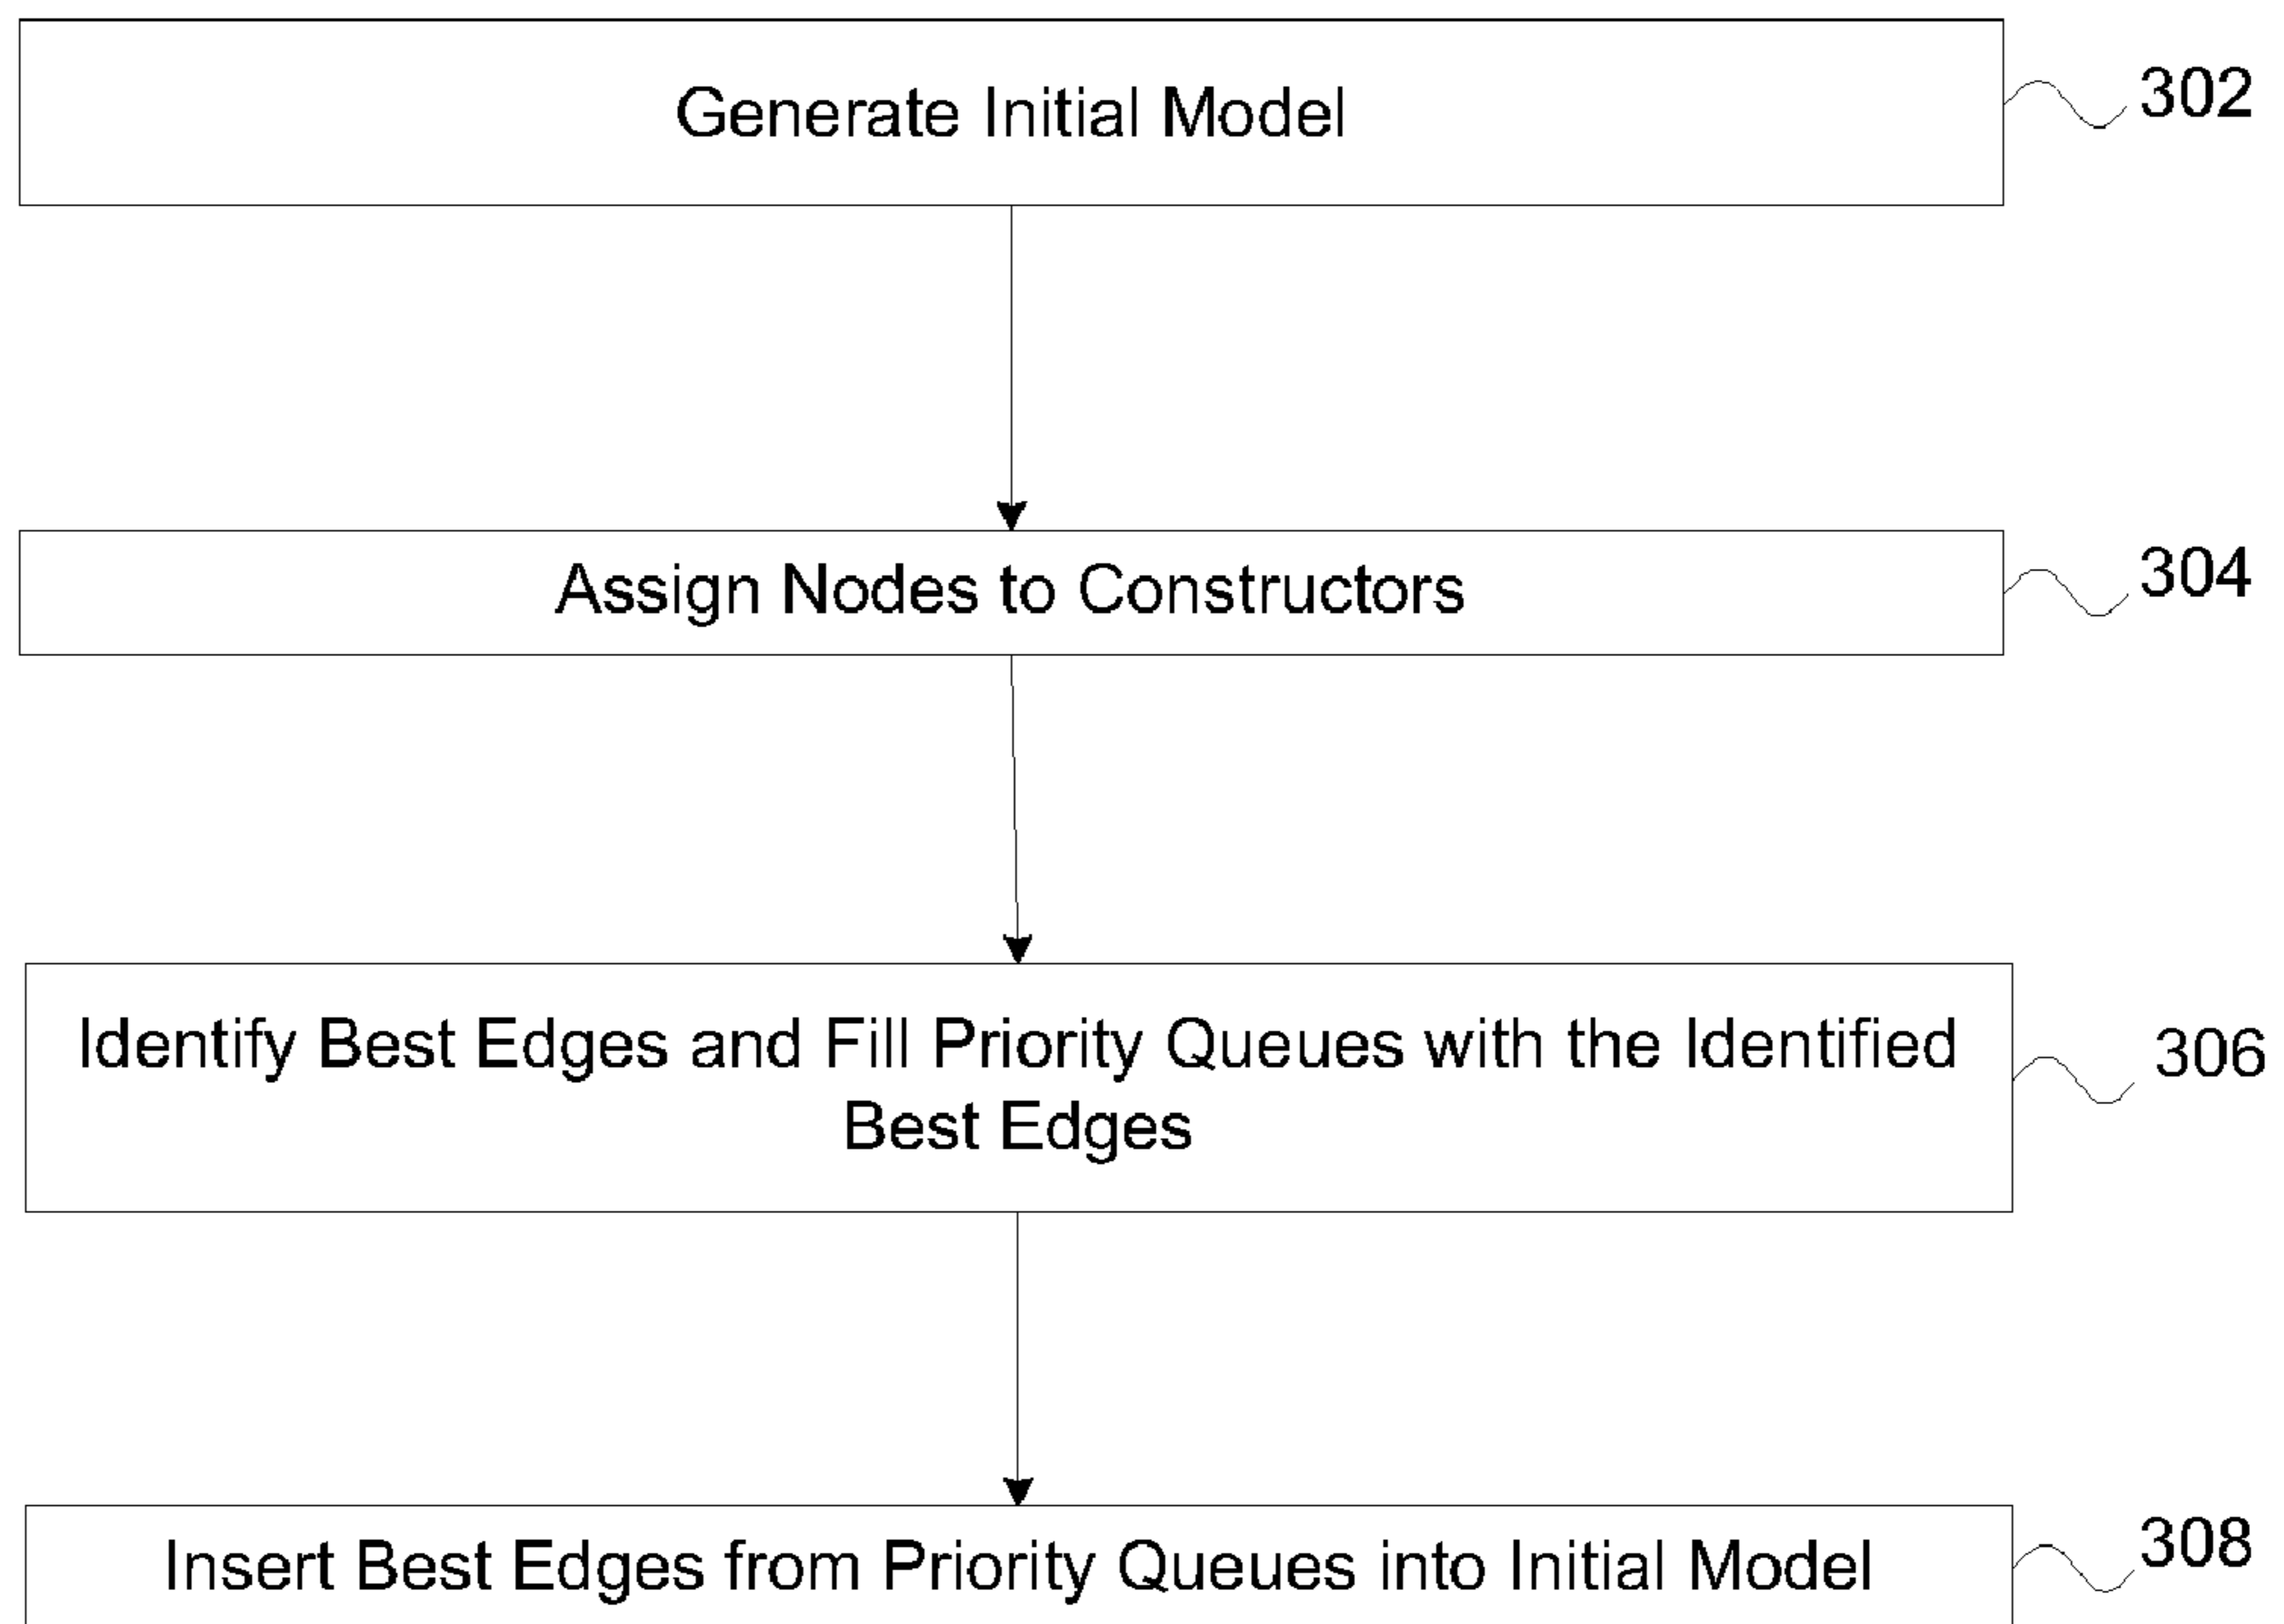 Generate Initial Model
302
Assign Nodes to Constructors
304
Identify Best Edges and Fill Priority Queues with the Identified
Best Edges
306
Insert Best Edges from Priority Queues into Initial Model
308